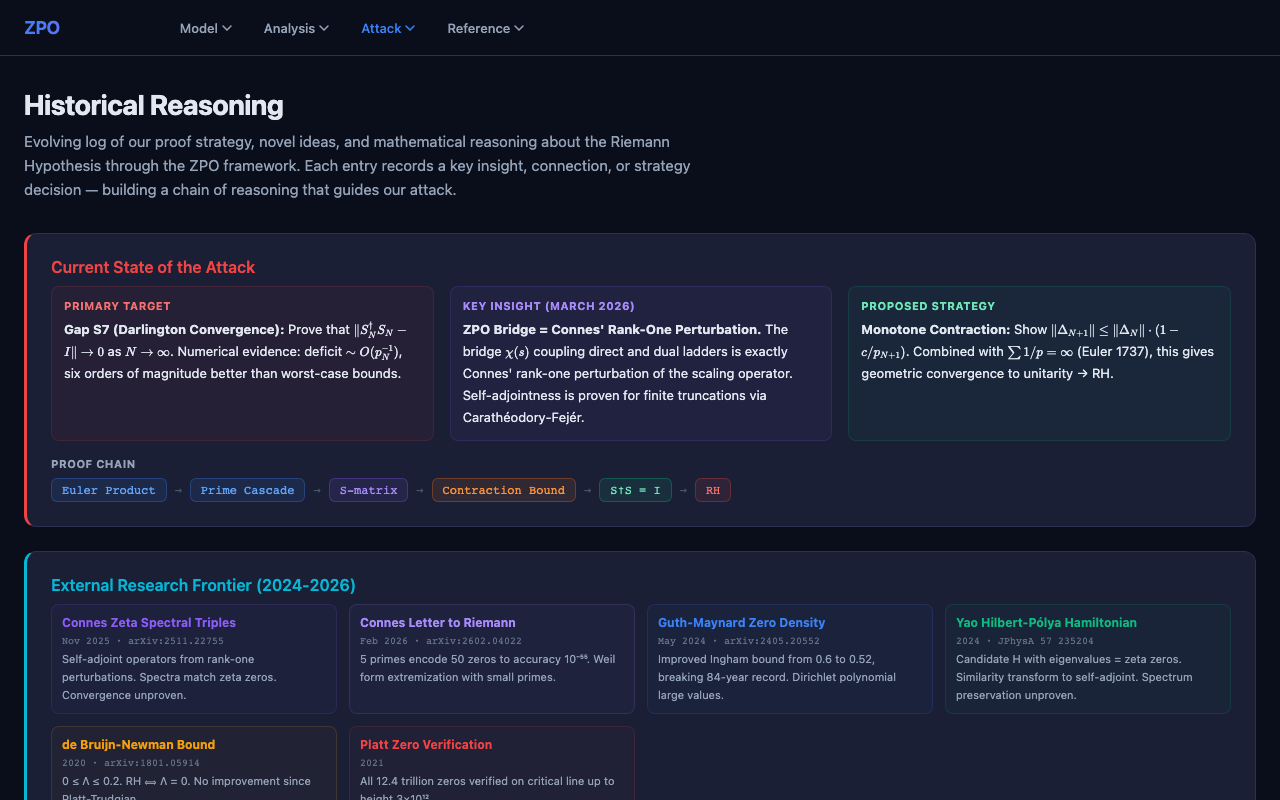 ZPO
Model
Analysis
Attack
Reference
Historical Reasoning
Evolving log of our proof strategy, novel ideas, and mathematical reasoning about the Riemann
Hypothesis through the ZPO framework. Each entry records a key insight, connection, or strategy
decision — building a chain of reasoning that guides our attack.
Current State of the Attack
PRIMARY TARGET
Gap S7 (Darlington Convergence): Prove that ‖S†_N S_N −
I‖ → 0 as N → ∞. Numerical evidence: deficit ~ O(p_N^{-1}),
six orders of magnitude better than worst-case bounds.
KEY INSIGHT (MARCH 2026)
ZPO Bridge = Connes' Rank-One Perturbation. The
bridge χ(s) coupling direct and dual ladders is exactly
Connes' rank-one perturbation of the scaling operator.
Self-adjointness is proven for finite truncations via
Carathéodory-Fejér.
PROPOSED STRATEGY
Monotone Contraction: Show ‖Δ_{N+1}‖ ≤ ‖Δ_N‖ · (1 −
c/p_{N+1}). Combined with ∑ 1/p = ∞ (Euler 1737), this gives
geometric convergence to unitarity → RH.
PROOF CHAIN
Euler Product → Prime Cascade → S-matrix → Contraction Bound → S†S = I → RH
External Research Frontier (2024-2026)
Connes Zeta Spectral Triples
Nov 2025 · arXiv:2511.22755
Self-adjoint operators from rank-one
perturbations. Spectra match zeta zeros.
Convergence unproven.
Connes Letter to Riemann
Feb 2026 · arXiv:2602.04022
5 primes encode 50 zeros to accuracy 10⁻⁵⁵. Weil
form extremization with small primes.
Guth-Maynard Zero Density
May 2024 · arXiv:2405.20552
Improved Ingham bound from 0.6 to 0.52,
breaking 84-year record. Dirichlet polynomial
large values.
Yao Hilbert-Pólya Hamiltonian
2024 · JPhysA 57 235204
Candidate H with eigenvalues = zeta zeros.
Similarity transform to self-adjoint. Spectrum
preservation unproven.
de Bruijn-Newman Bound
2020 · arXiv:1801.05914
0 ≤ Λ ≤ 0.2. RH ⟺ Λ = 0. No improvement since
Platt-Trudgian.
Platt Zero Verification
2021
All 12.4 trillion zeros verified on critical line up to
height 3×10¹².